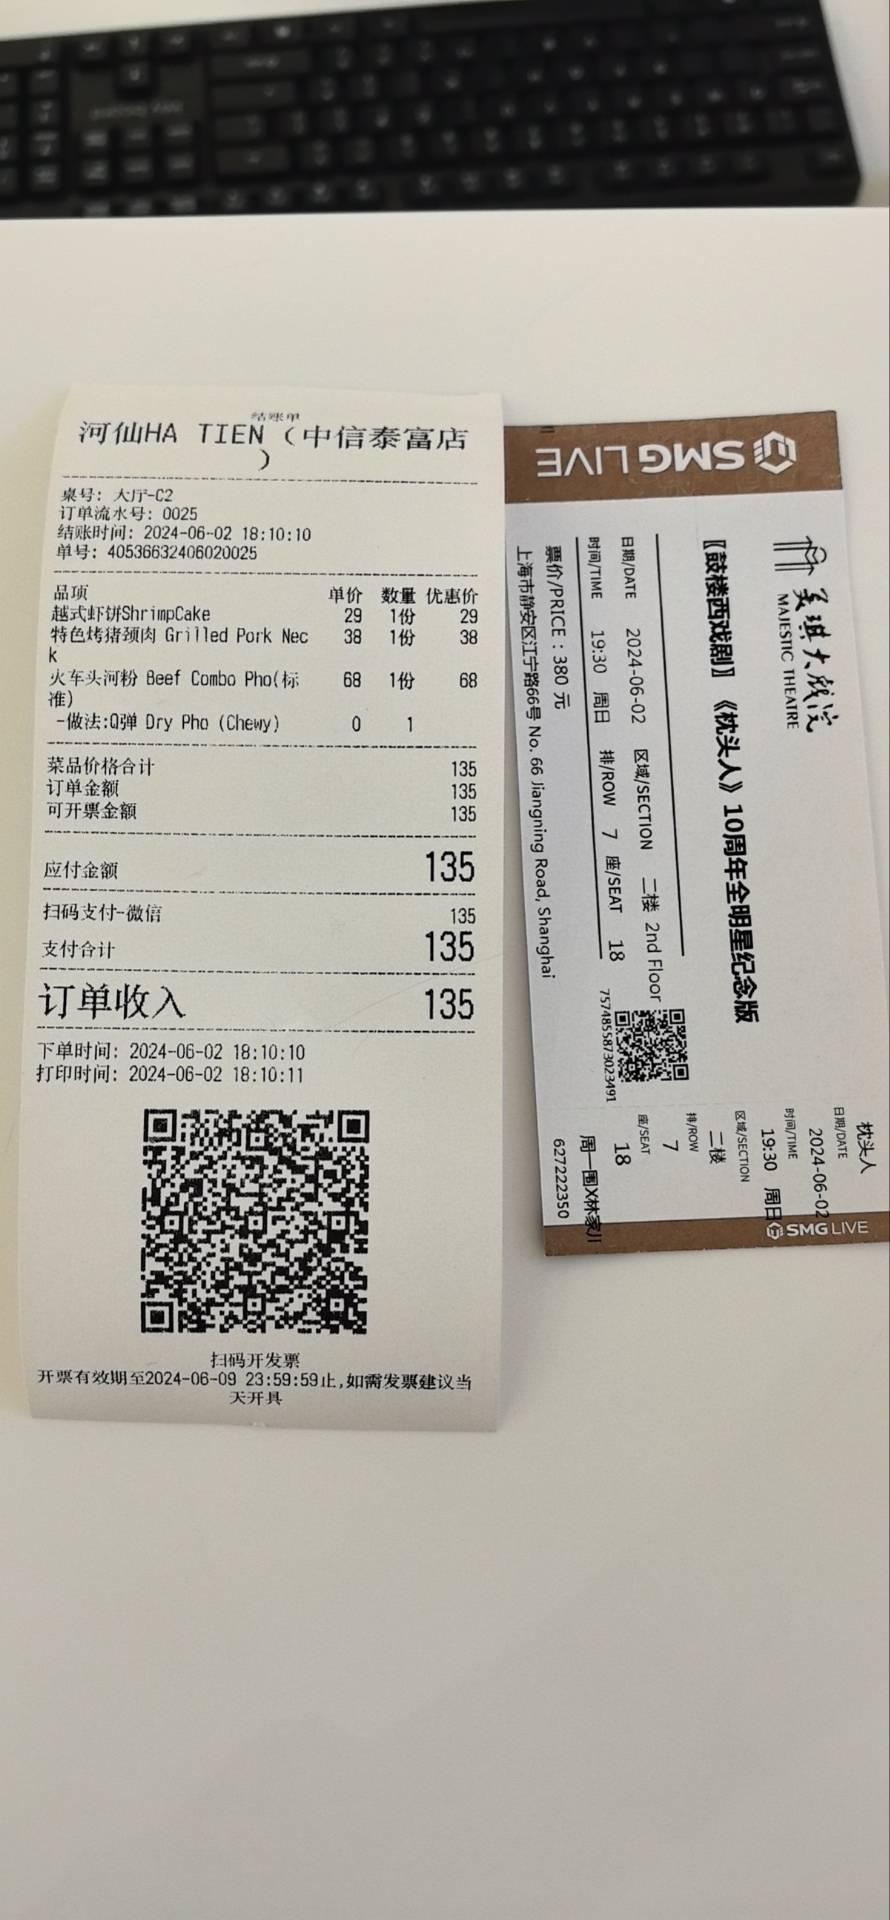 结账单
河仙HA TIEN（中信泰富店
）
桌号: 大厅-C2
订单流水号: 0025
结账时间: 2024-06-02 18:10:10
单号: 40536632406020025
品项 单价 数量 优惠价
越式虾饼ShrimpCake 29 1份 29
特色烤猪颈肉 Grilled Pork Nec 38 1份 38
k
火车头河粉 Beef Combo Pho(标 68 1份 68
准)
-做法:Q弹 Dry Pho (Chewy) 0 1
菜品价格合计 135
订单金额 135
可开票金额 135
应付金额 135
扫码支付-微信 135
支付合计 135
订单收入 135
下单时间: 2024-06-02 18:10:10
打印时间: 2024-06-02 18:10:11
扫码开发票
开票有效期至2024-06-09 23:59:59止,如需发票建议当
天开具
SMG LIVE
美琪大戏院
MAJESTIC THEATRE
〖鼓楼西戏剧〗《枕头人》10周年全明星纪念版
日期/DATE 2024-06-02 区域/SECTION 二楼 2nd Floor
时间/TIME 19:30 周日 排/ROW 7 座/SEAT 18
票价/PRICE : 380 元
上海市静安区江宁路66号 No. 66 Jiangning Road, Shanghai
7574855873023491
枕头人
日期/DATE
2024-06-02
时间/TIME
19:30 周日
区域/SECTION
二楼
排/ROW
7
座/SEAT
18
周一围X林家川
627222350
SMG LIVE